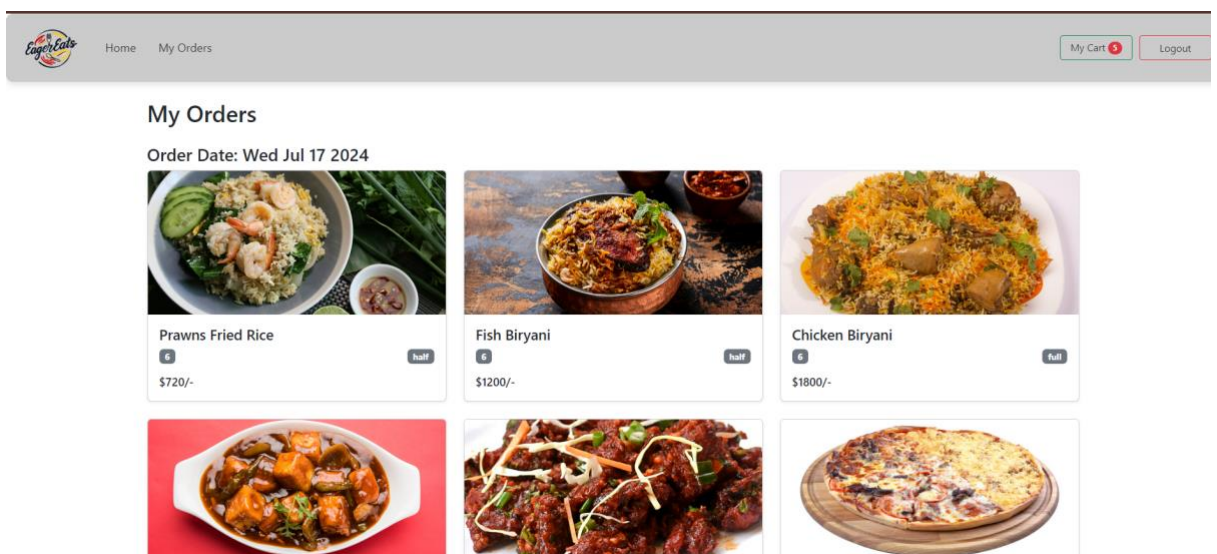 EagerEats
Home
My Orders
My Cart 5
Logout
My Orders
Order Date: Wed Jul 17 2024
Prawns Fried Rice
6 half
$720/-
Fish Biryani
6 half
$1200/-
Chicken Biryani
6 full
$1800/-